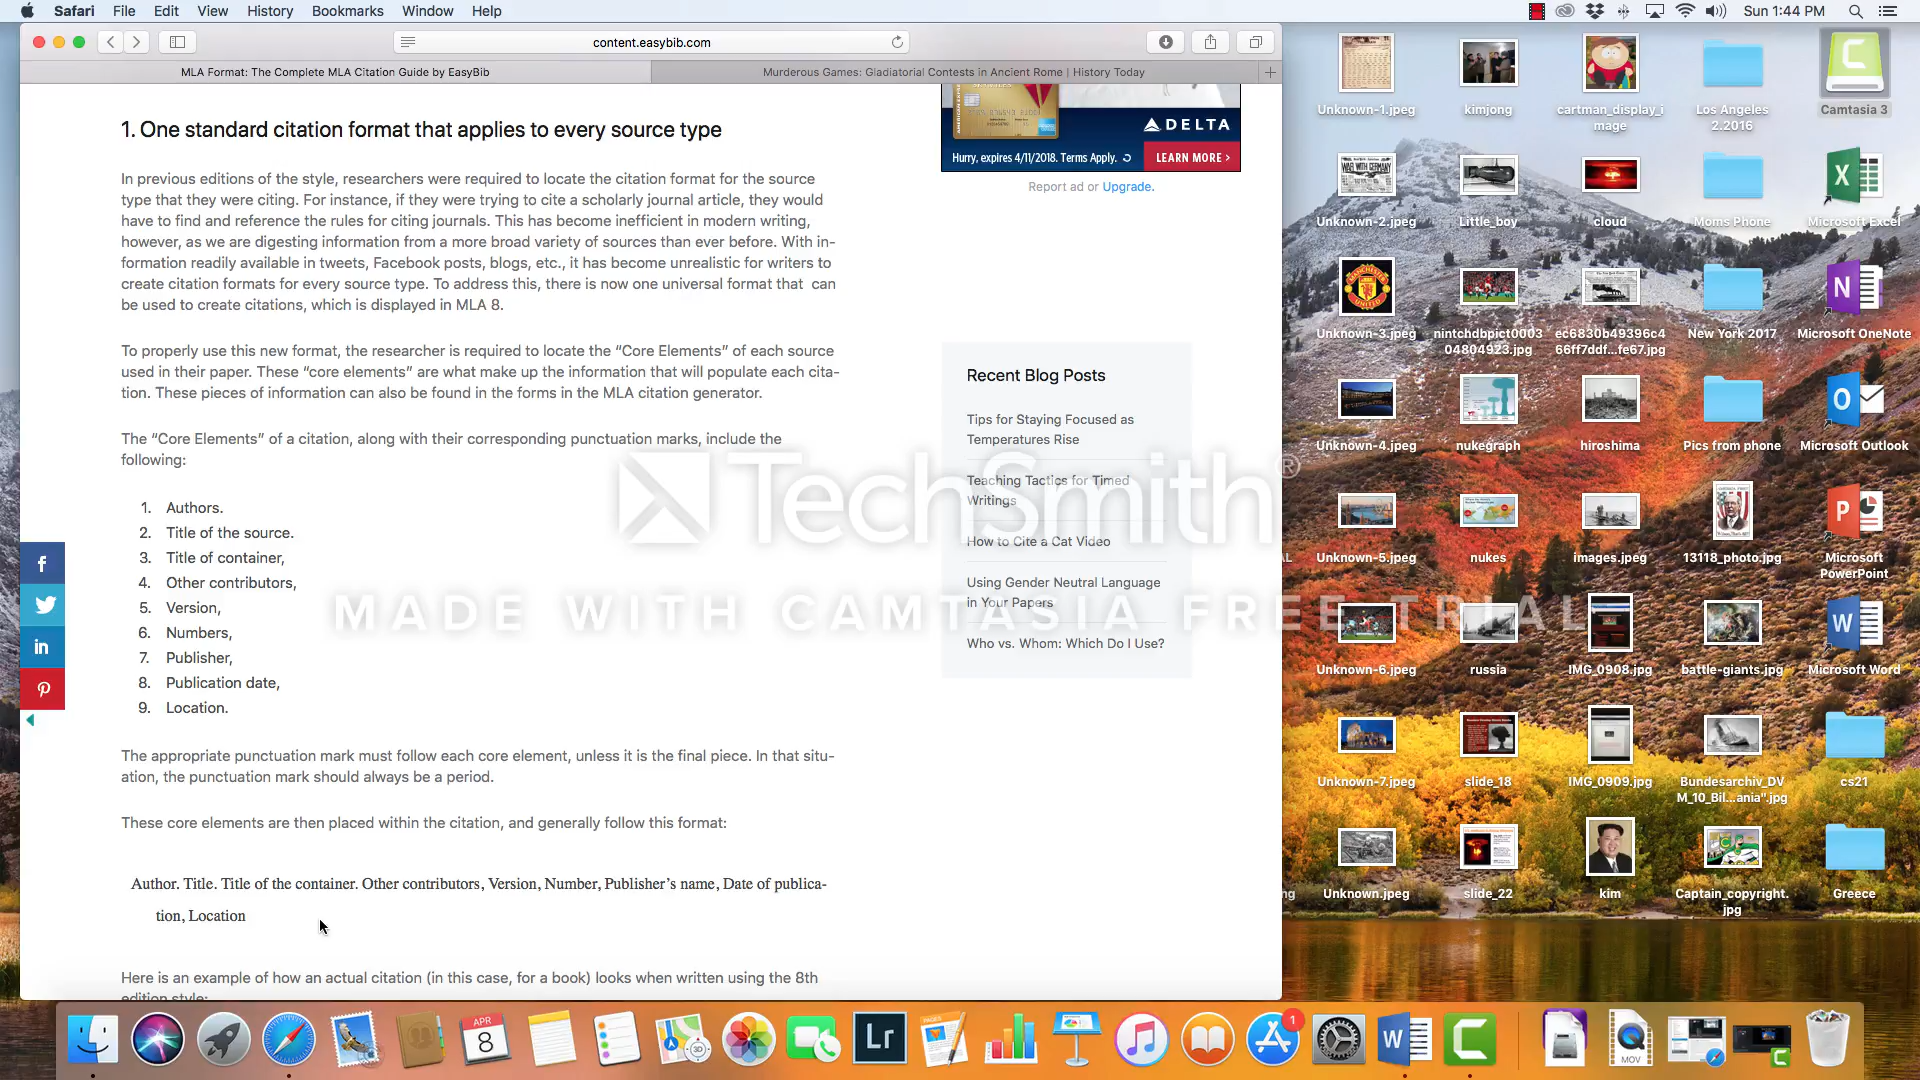 Safari File Edit View History Bookmarks Window Help
Sun 1:44 PM
content.easybib.com
MLA Format: The Complete MLA Citation Guide by EasyBib
Murderous Games: Gladiatorial Contests in Ancient Rome | History Today
1. One standard citation format that applies to every source type
In previous editions of the style, researchers were required to locate the citation format for the source
type that they were citing. For instance, if they were trying to cite a scholarly journal article, they would
have to find and reference the rules for citing journals. This has become inefficient in modern writing,
however, as we are digesting information from a more broad variety of sources than ever before. With in-
formation readily available in tweets, Facebook posts, blogs, etc., it has become unrealistic for writers to
create citation formats for every source type. To address this, there is now one universal format that can
be used to create citations, which is displayed in MLA 8.
To properly use this new format, the researcher is required to locate the “Core Elements” of each source
used in their paper. These “core elements” are what make up the information that will populate each cita-
tion. These pieces of information can also be found in the forms in the MLA citation generator.
The “Core Elements” of a citation, along with their corresponding punctuation marks, include the
following:
1. Authors.
2. Title of the source.
3. Title of container,
4. Other contributors,
5. Version,
6. Numbers,
7. Publisher,
8. Publication date,
9. Location.
The appropriate punctuation mark must follow each core element, unless it is the final piece. In that situ-
ation, the punctuation mark should always be a period.
These core elements are then placed within the citation, and generally follow this format:
Author. Title. Title of the container. Other contributors, Version, Number, Publisher’s name, Date of publica-
tion, Location
Here is an example of how an actual citation (in this case, for a book) looks when written using the 8th
edition style:
DELTA
Hurry, expires 4/11/2018. Terms Apply.
LEARN MORE >
Report ad or Upgrade.
Recent Blog Posts
Tips for Staying Focused as
Temperatures Rise
Teaching Tactics for Timed
Writings
How to Cite a Cat Video
Using Gender Neutral Language
in Your Papers
Who vs. Whom: Which Do I Use?
TechSmith®
MADE WITH CAMTASIA FREE TRIAL
Unknown-1.jpeg
kimjong
cartman_display_i
mage
Los Angeles
2.2016
Camtasia 3
Unknown-2.jpeg
Little_boy
cloud
Moms Phone
Microsoft Excel
Unknown-3.jpeg
nintchdbpict0003
04804923.jpg
ec6830b49396c4
66ff7ddf...fe67.jpg
New York 2017
Microsoft OneNote
Unknown-4.jpeg
nukegraph
hiroshima
Pics from phone
Microsoft Outlook
Unknown-5.jpeg
nukes
images.jpeg
13118_photo.jpg
Microsoft
PowerPoint
Unknown-6.jpeg
russia
IMG_0908.jpg
battle-giants.jpg
Microsoft Word
Unknown-7.jpeg
slide_18
IMG_0909.jpg
Bundesarchiv_DV
M_10_Bil...ania".jpg
cs21
Unknown.jpeg
slide_22
kim
Captain_copyright.
jpg
Greece
APR
8
3D
Lr
1
W
C
MOV